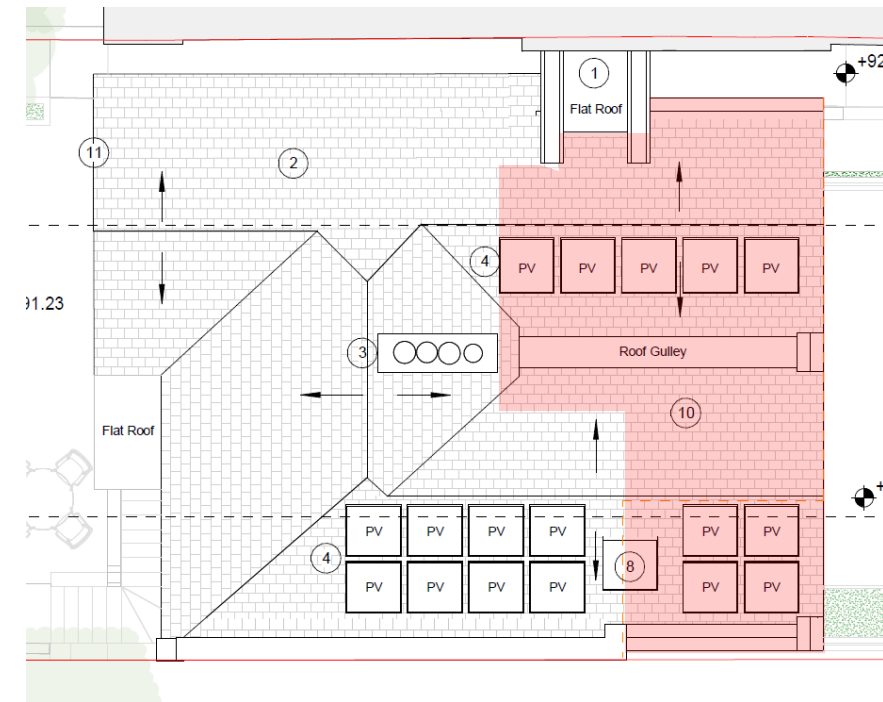 1
+92
Flat Roof
11
2
4
PV PV PV PV PV
91.23
3
Roof Gulley
10
Flat Roof
+
PV PV PV PV PV PV
4
8
PV PV PV PV PV PV